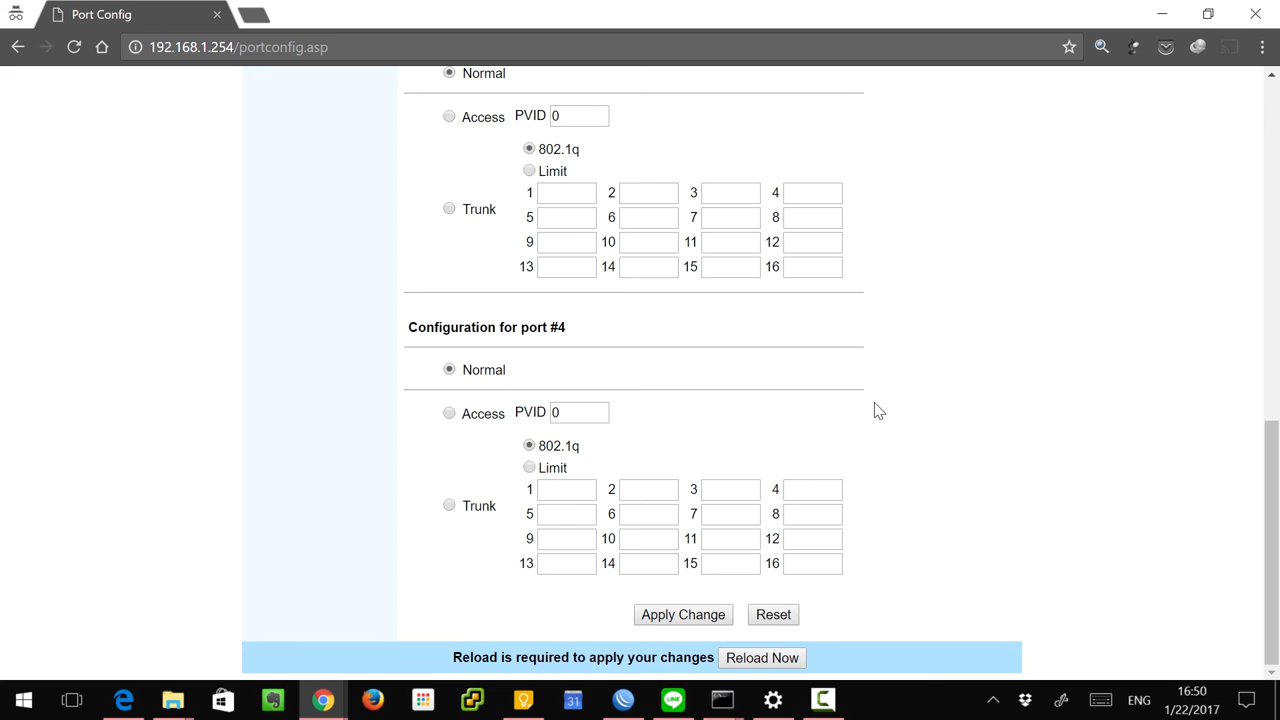 Port Config
192.168.1.254/portconfig.asp
Normal
Access PVID 0
802.1q
Limit
Trunk
1 2 3 4
5 6 7 8
9 10 11 12
13 14 15 16
Configuration for port #4
Normal
Access PVID 0
802.1q
Limit
Trunk
1 2 3 4
5 6 7 8
9 10 11 12
13 14 15 16
Apply Change Reset
Reload is required to apply your changes Reload Now
31
LINE
ENG
16:50
1/22/2017